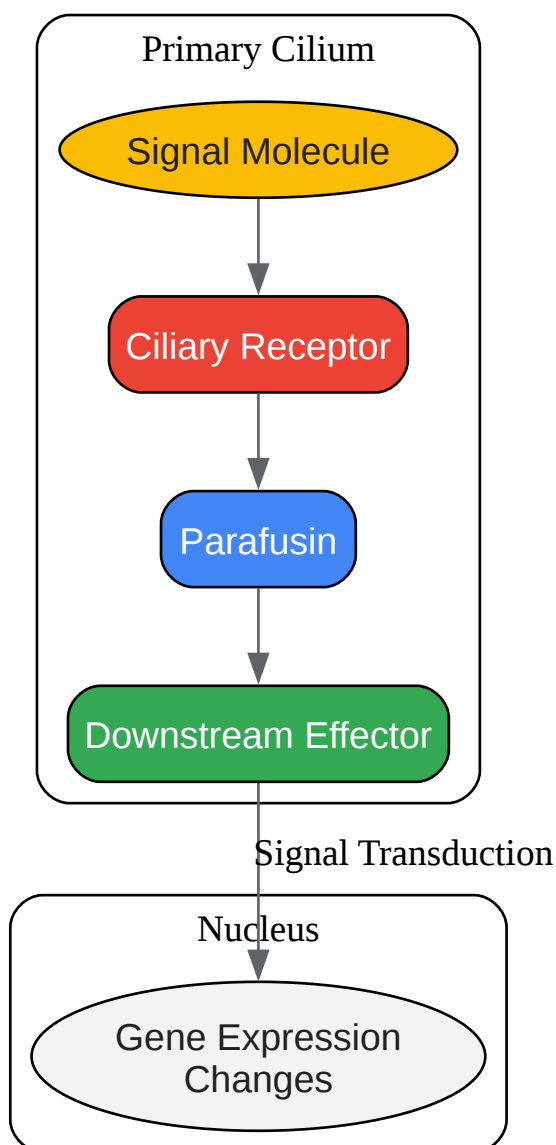 Primary Cilium
Signal Molecule
Ciliary Receptor
Parafusin
Downstream Effector
Signal Transduction
Nucleus
Gene Expression
Changes